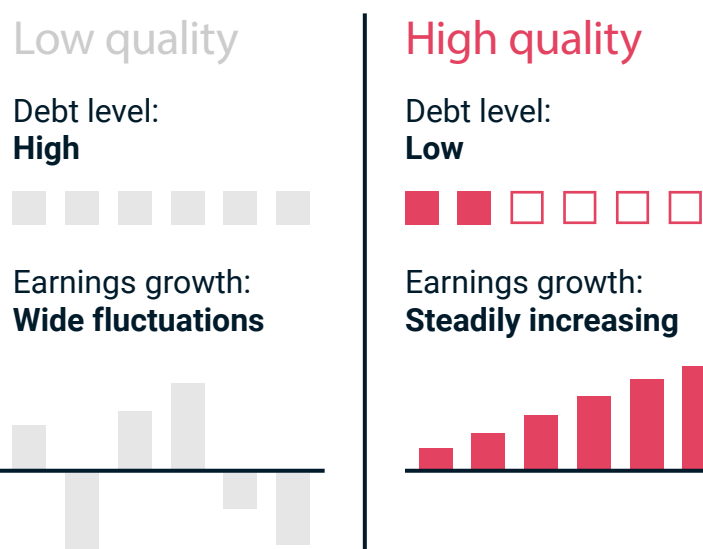 Low quality
Debt level:
High
Earnings growth:
Wide fluctuations
High quality
Debt level:
Low
Earnings growth:
Steadily increasing